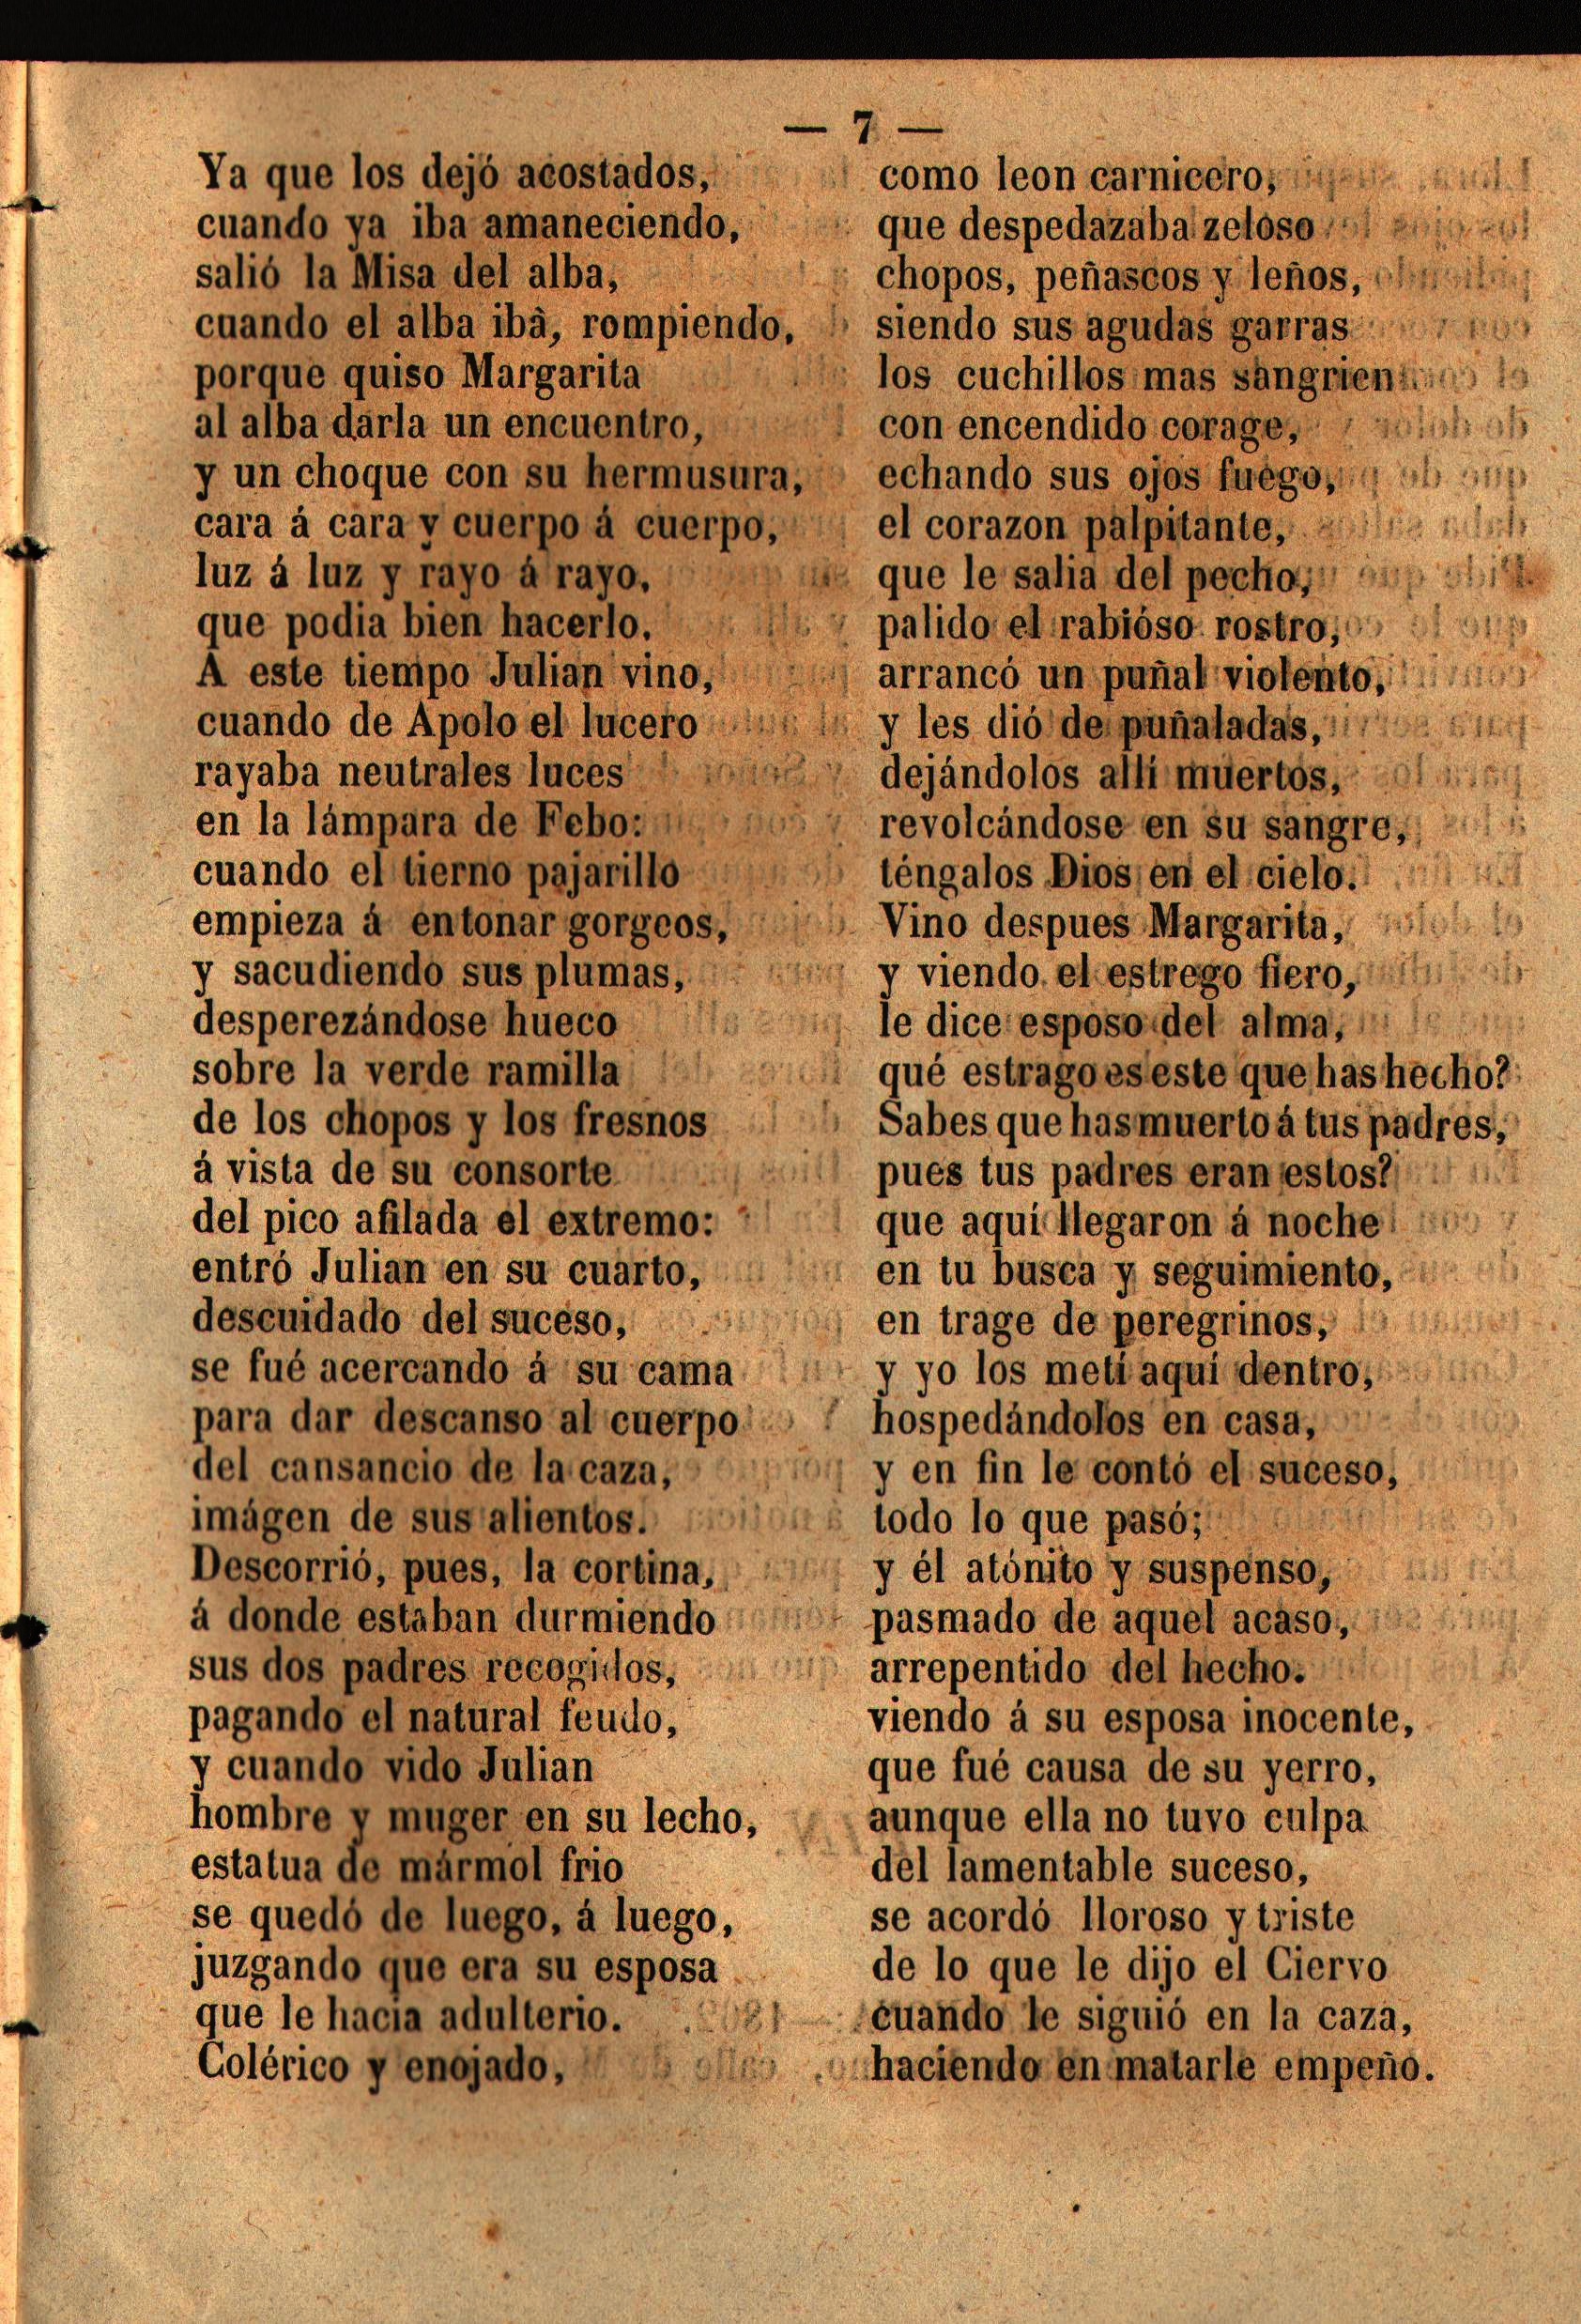 — 7 —
Ya que los dejó acostados,
cuando ya iba amaneciendo,
salió la Misa del alba,
cuando el alba ibà, rompiendo,
porque quiso Margarita
al alba darla un encuentro,
y un choque con su hermusura,
cara á cara y cuerpo á cuerpo,
luz á luz y rayo á rayo,
que podia bien hacerlo.
A este tiempo Julian vino,
cuando de Apolo el lucero
rayaba neutrales luces
en la lámpara de Febo:
cuando el tierno pajarillo
empieza á entonar gorgeos,
y sacudiendo sus plumas,
desperezándose hueco
sobre la verde ramilla
de los chopos y los fresnos
á vista de su consorte
del pico afilada el extremo:
entró Julian en su cuarto,
descuidado del suceso,
se fué acercando á su cama
para dar descanso al cuerpo
del cansancio de la caza,
imágen de sus alientos.
Descorrió, pues, la cortina,
á donde estaban durmiendo
sus dos padres recogidos,
pagando el natural feudo,
y cuando vido Julian
hombre y muger en su lecho,
estatua de mármol frio
se quedó de luego, á luego,
juzgando que era su esposa
que le hacia adulterio.
Colérico y enojado,
como leon carnicero,
que despedazaba zeloso
chopos, peñascos y leños,
siendo sus agudas garras
los cuchillos mas sangrien
con encendido corage,
echando sus ojos fuego,
el corazon palpitante,
que le salia del pecho,
palido el rabióso rostro,
arrancó un puñal violento,
y les dió de puñaladas,
dejándolos allí muertos,
revolcándose en su sangre,
téngalos Dios en el cielo.
Vino despues Margarita,
y viendo el estrego fiero,
le dice esposo del alma,
qué estrago es este que has hecho?
Sabes que has muerto á tus padres,
pues tus padres eran estos?
que aquí llegaron á noche
en tu busca y seguimiento,
en trage de peregrinos,
y yo los metí aquí dentro,
hospedándolos en casa,
y en fin le contó el suceso,
todo lo que pasó;
y él atónito y suspenso,
pasmado de aquel acaso,
arrepentido del hecho.
viendo á su esposa inocente,
que fué causa de su yerro,
aunque ella no tuvo culpa
del lamentable suceso,
se acordó lloroso y triste
de lo que le dijo el Ciervo
cuando le siguió en la caza,
haciendo en matarle empeño.